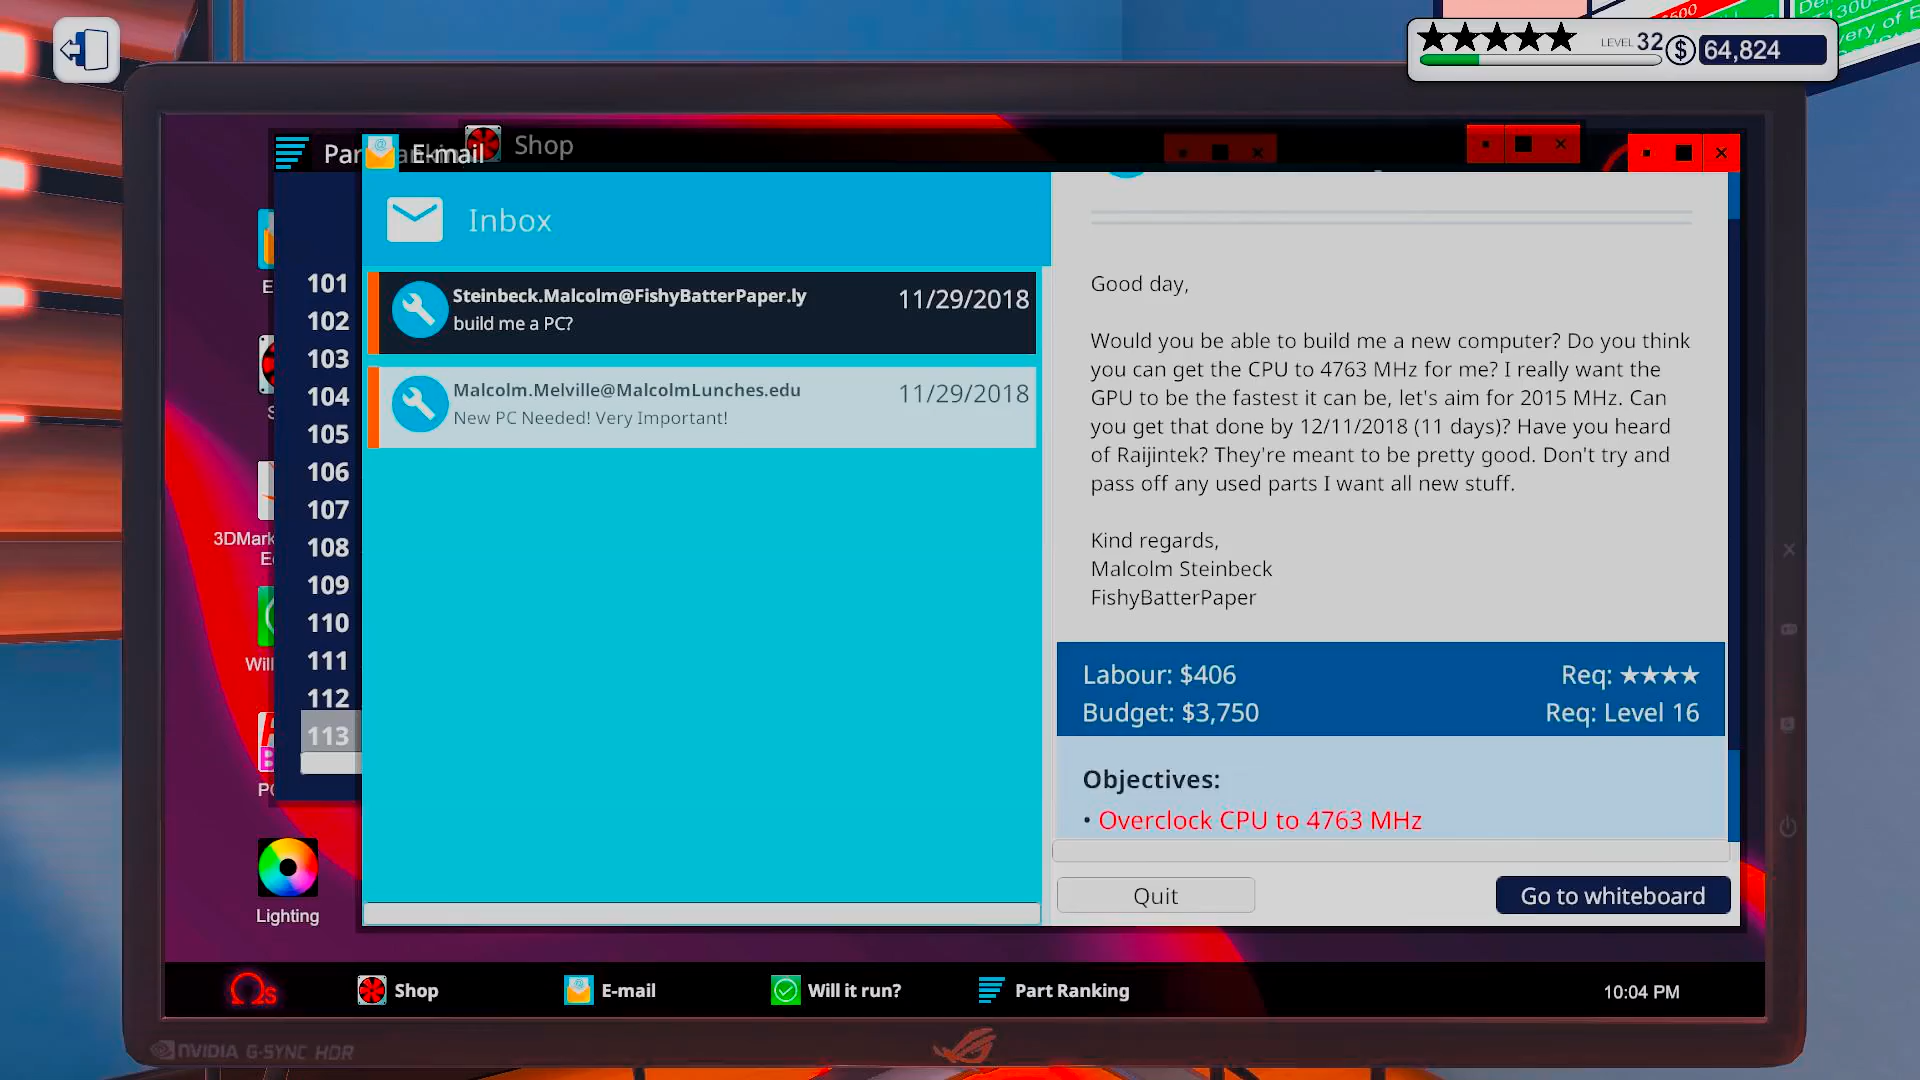 LEVEL 32
$ 64,824
Shop
E-mail
Inbox
101
102
103
104
105
106
107
108
109
110
111
112
113
Steinbeck.Malcolm@FishyBatterPaper.ly
11/29/2018
build me a PC?
Malcolm.Melville@MalcolmLunches.edu
11/29/2018
New PC Needed! Very Important!
Good day,
Would you be able to build me a new computer? Do you think
you can get the CPU to 4763 MHz for me? I really want the
GPU to be the fastest it can be, let's aim for 2015 MHz. Can
you get that done by 12/11/2018 (11 days)? Have you heard
of Raijintek? They're meant to be pretty good. Don't try and
pass off any used parts I want all new stuff.
Kind regards,
Malcolm Steinbeck
FishyBatterPaper
Labour: $406
Req: ★★★★
Budget: $3,750
Req: Level 16
Objectives:
• Overclock CPU to 4763 MHz
Quit
Go to whiteboard
3DMark
Will
Lighting
Shop
E-mail
Will it run?
Part Ranking
10:04 PM
NVIDIA G-SYNC HDR